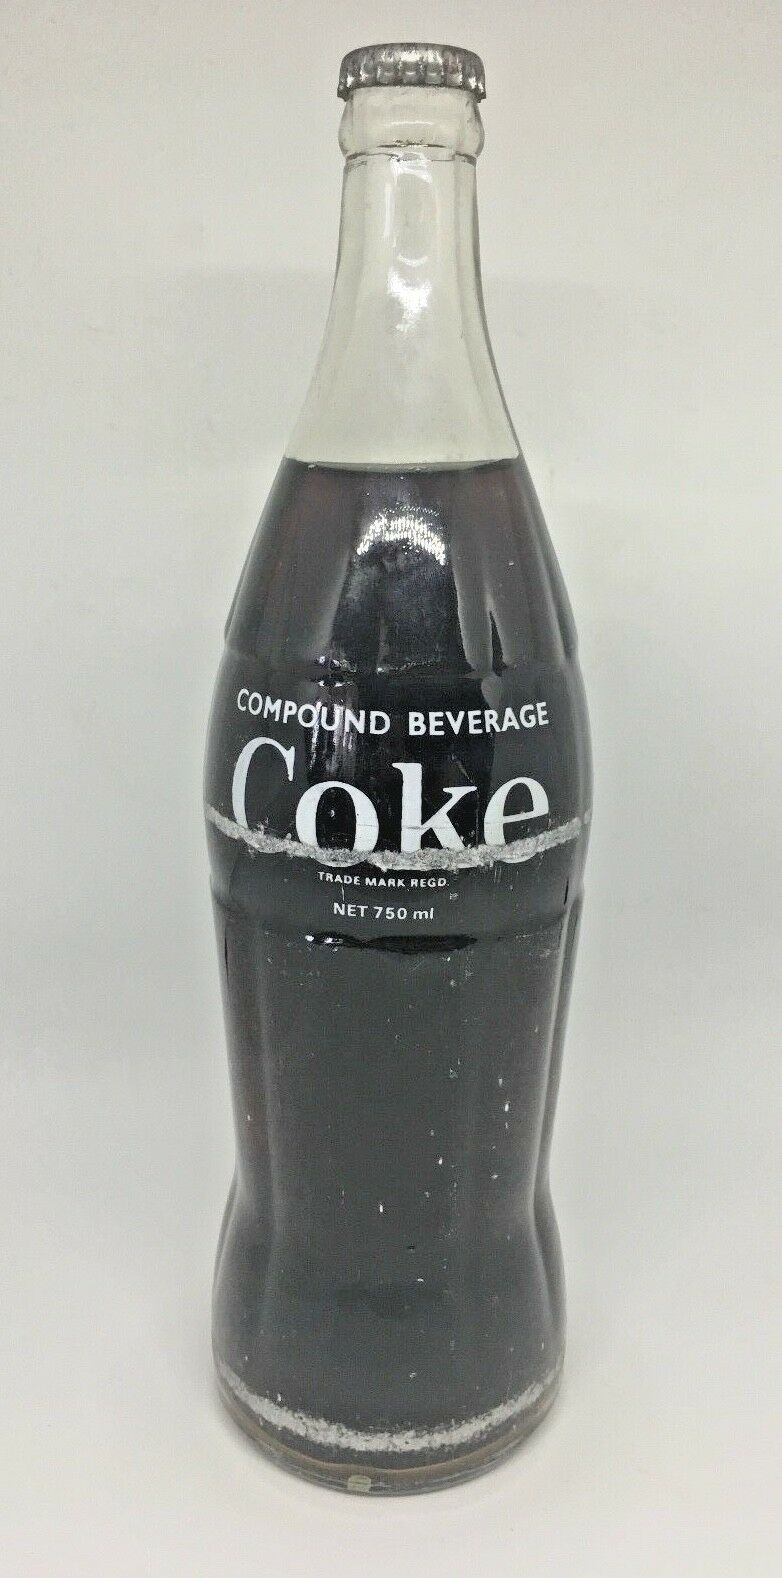 COMPOUND BEVERAGE
Coke
TRADE MARK REGD.
NET 750 ml